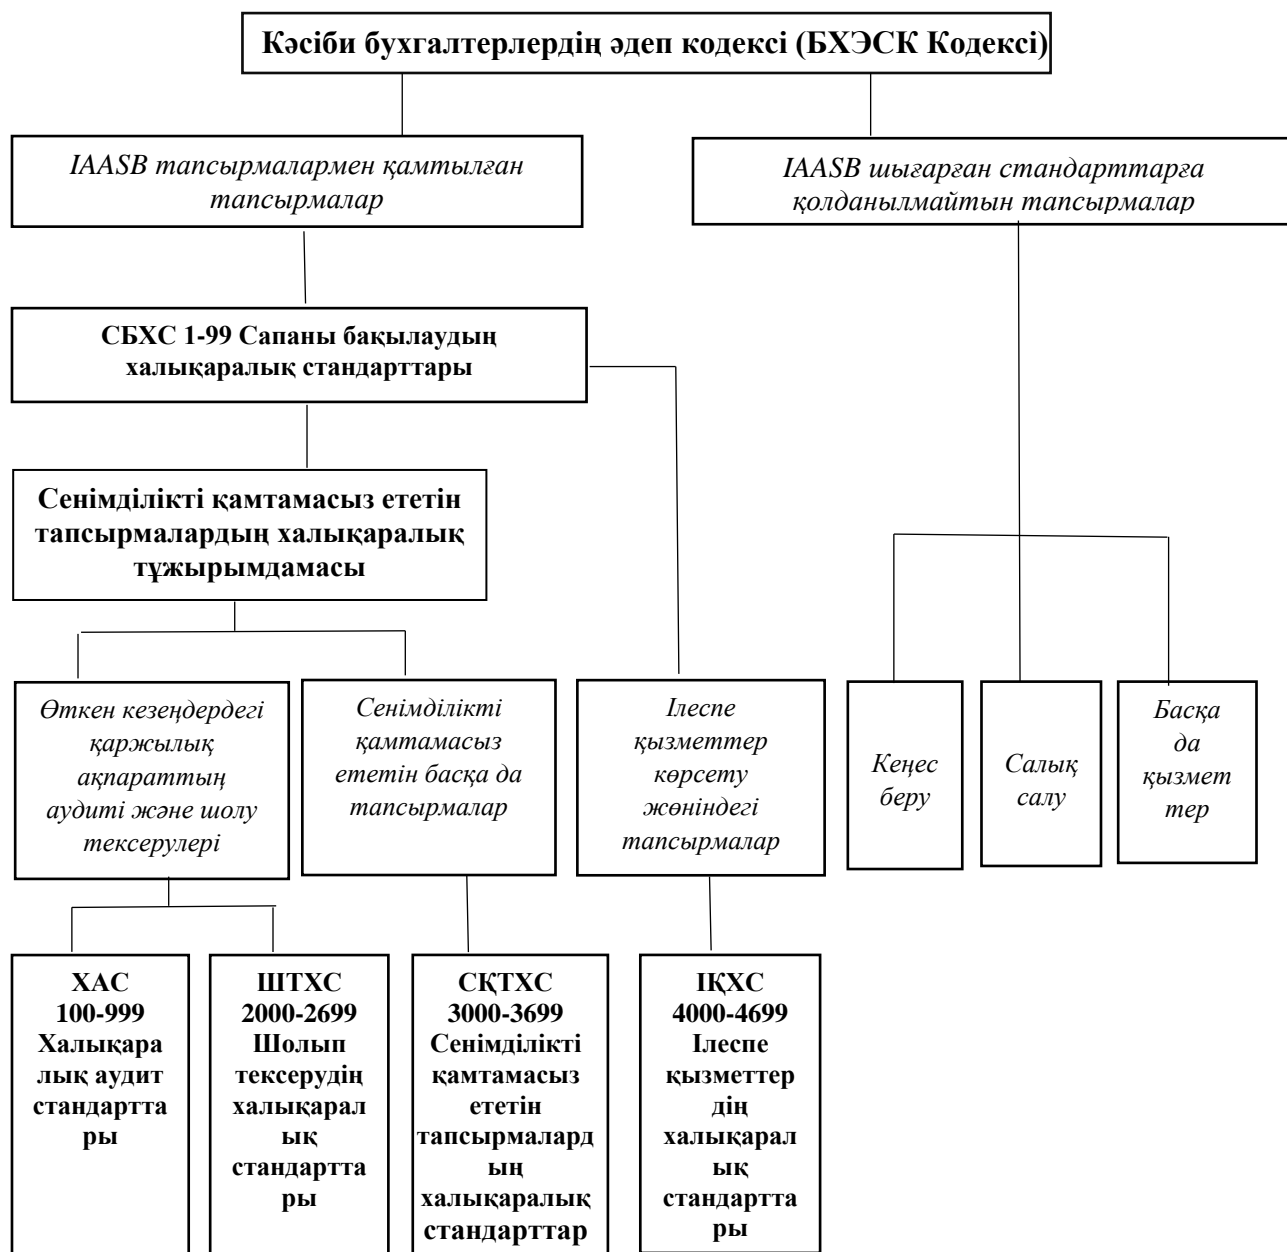 Кәсіби бухгалтерлердің әдеп кодексі (БХЭСК Кодексі)
IAASB тапсырмалармен қамтылған
тапсырмалар
IAASB шығарған стандарттарға
қолданылмайтын тапсырмалар
СБХС 1-99 Сапаны бақылаудың
халықаралық стандарттары
Сенімділікті қамтамасыз ететін
тапсырмалардың халықаралық
тұжырымдамасы
Өткен кезеңдердегі
қаржылық
ақпараттың
аудиті және шолу
тексерулері
Сенімділікті
қамтамасыз
ететін басқа да
тапсырмалар
Ілеспе
қызметтер
көрсету
жөніндегі
тапсырмалар
Кеңес
беру
Салық
салу
Басқа
да
қызмет
тер
ХАС
100-999
Халықара
лық аудит
стандартта
ры
ШТХС
2000-2699
Шолып
тексерудің
халықарал
ық
стандартта
ры
СҚТХС
3000-3699
Сенімділікті
қамтамасыз
ететін
тапсырмалард
ың
халықаралық
стандарттар
ІҚХС
4000-4699
Ілеспе
қызметтер
дің
халықарал
ық
стандартта
ры